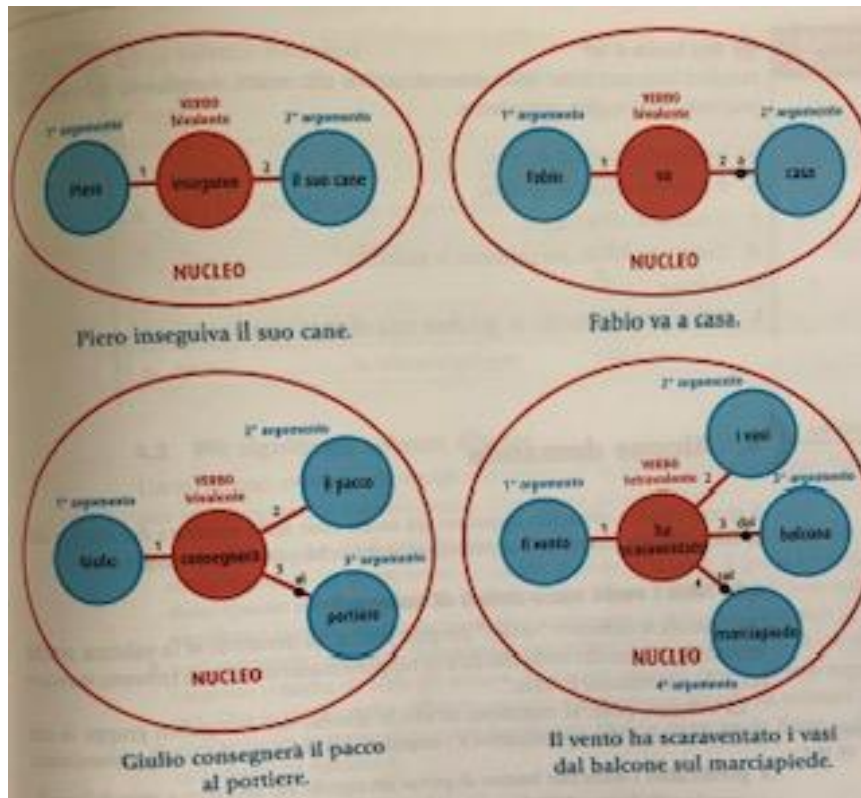 VERBO
bivalente
1° argomento
2° argomento
Piero
1
inseguiva
2
il suo cane
NUCLEO
Piero inseguiva il suo cane.
VERBO
bivalente
1° argomento
2° argomento
Fabio
1
va
2
a
casa
NUCLEO
Fabio va a casa.
2° argomento
VERBO
trivalente
il pacco
1° argomento
2
Giulio
1
consegnerà
3
al
3° argomento
portiere
NUCLEO
Giulio consegnerà il pacco
al portiere.
2° argomento
i vasi
VERBO
tetravalente
2
1° argomento
3° argomento
Il vento
1
ha
scaraventato
3
dal
balcone
4
sul
marciapiede
NUCLEO
4° argomento
Il vento ha scaraventato i vasi
dal balcone sul marciapiede.